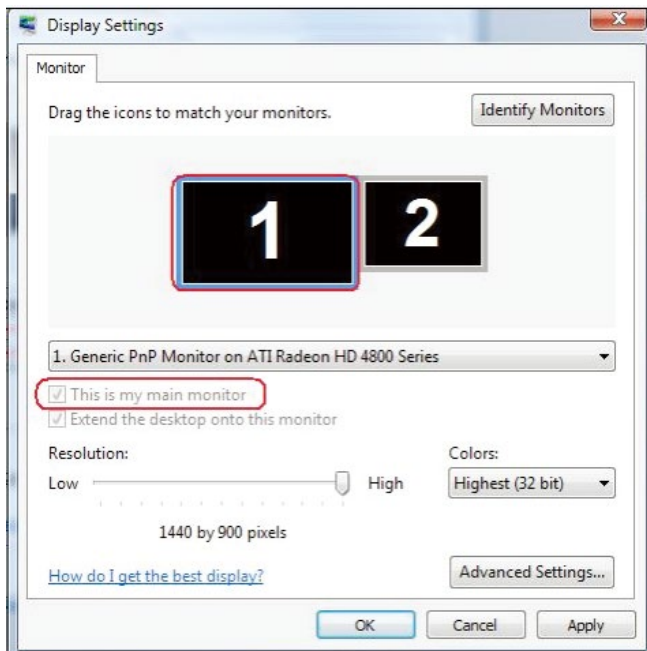 Display Settings
Monitor
Drag the icons to match your monitors.
Identify Monitors
1
2
1. Generic PnP Monitor on ATI Radeon HD 4800 Series
This is my main monitor
Extend the desktop onto this monitor
Resolution:
Colors:
Low
High
Highest (32 bit)
1440 by 900 pixels
How do I get the best display?
Advanced Settings...
OK
Cancel
Apply